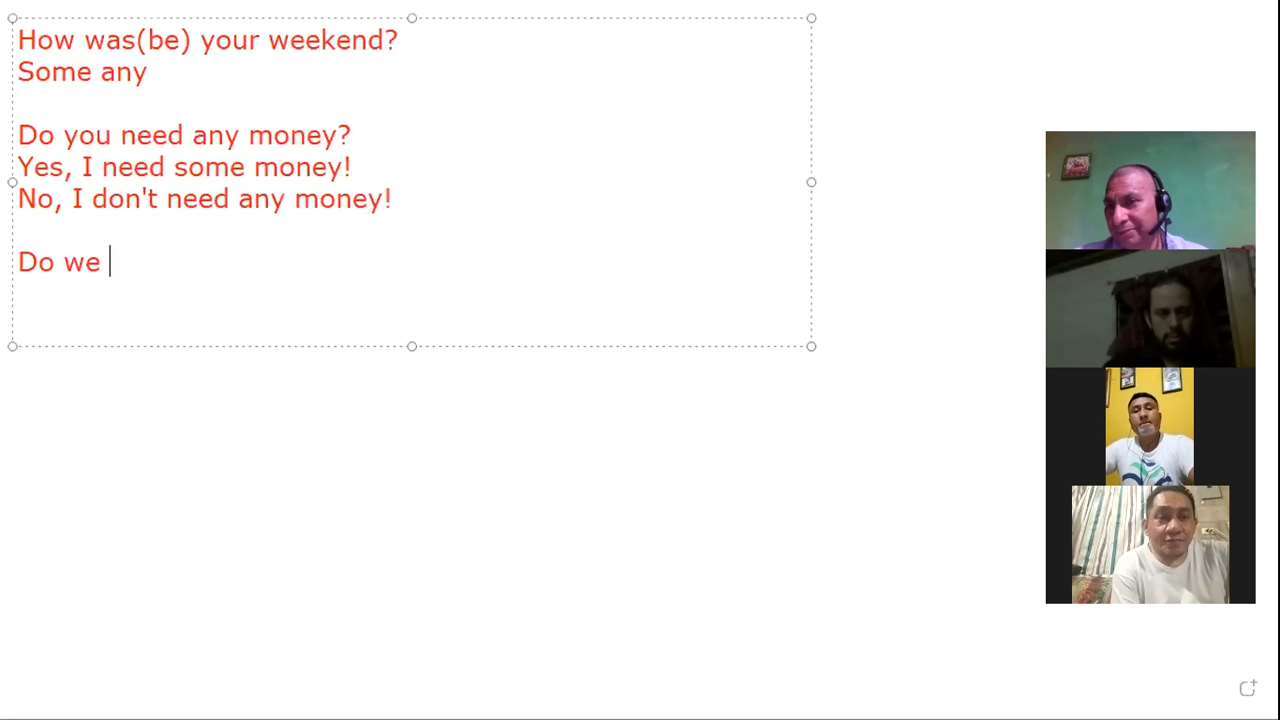 How was(be) your weekend?
Some any
Do you need any money?
Yes, I need some money!
No, I don't need any money!
Do we